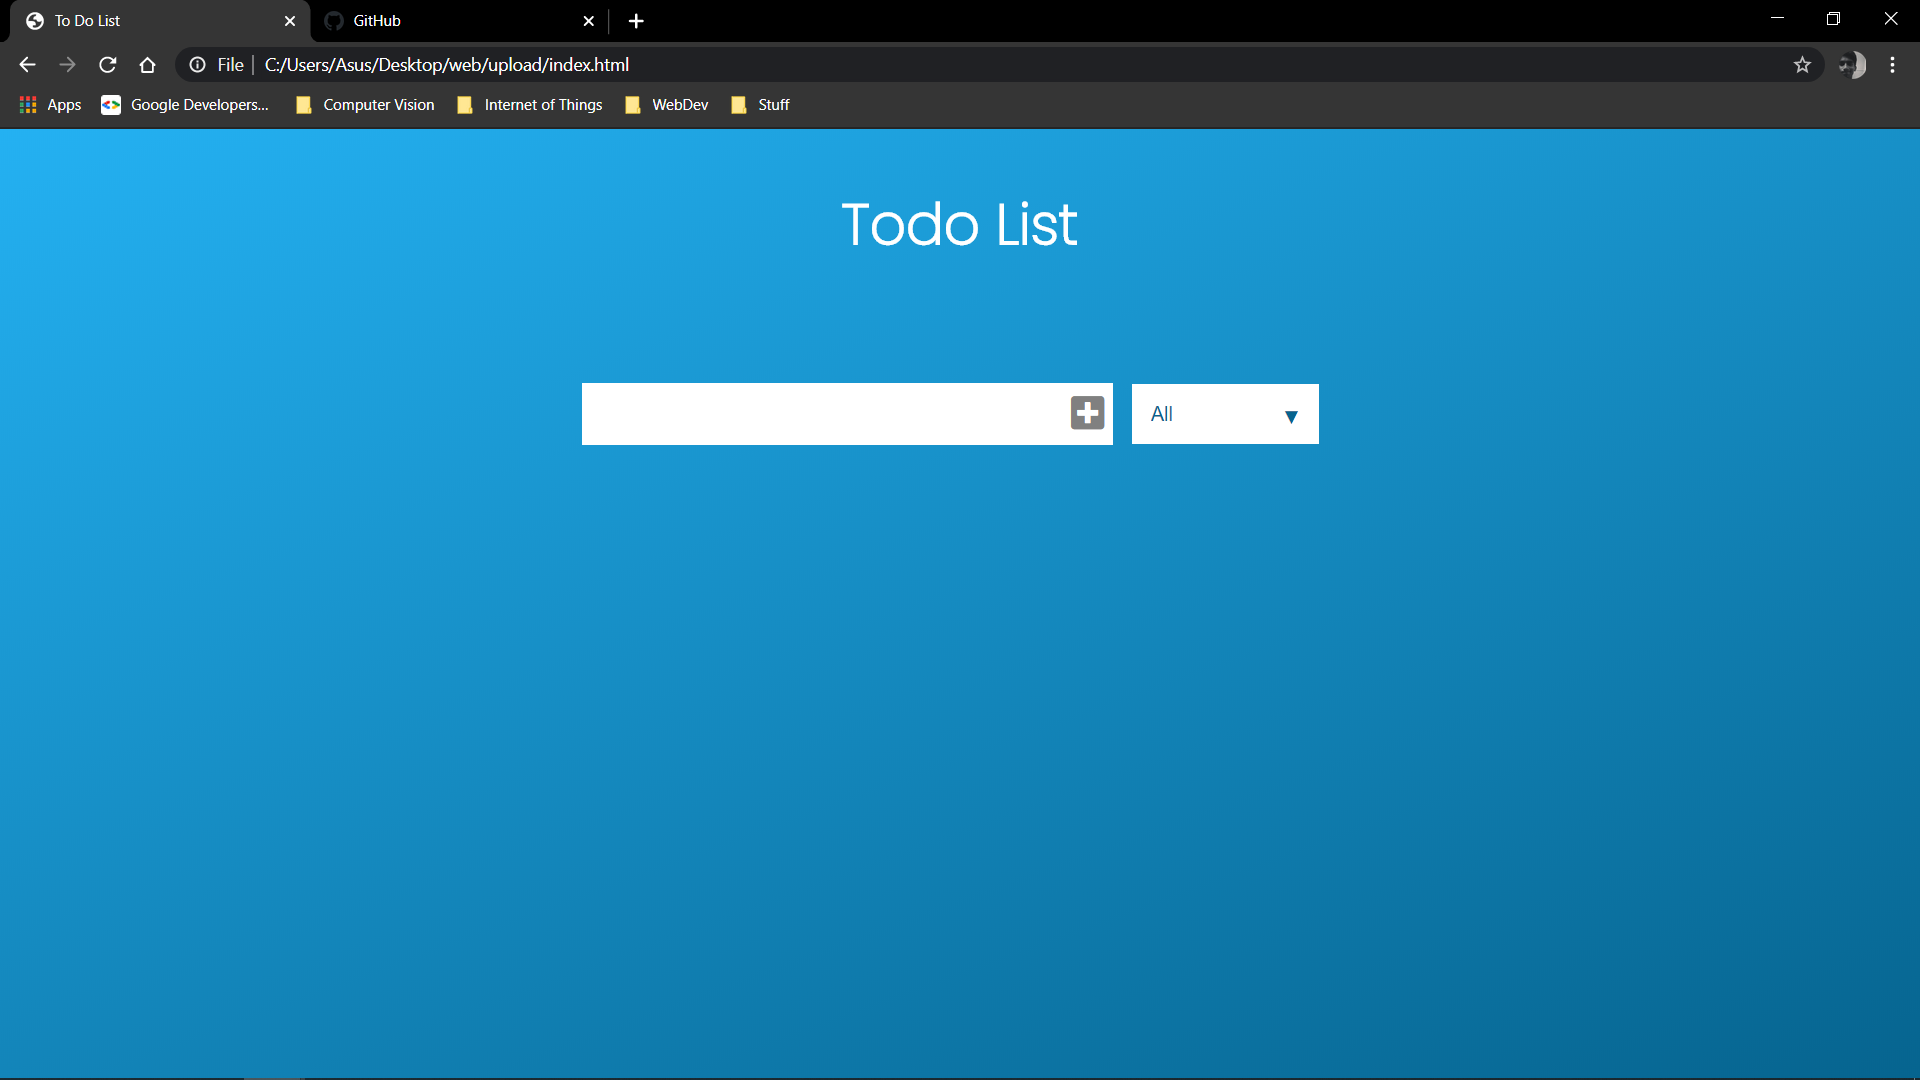 To Do List
GitHub
File
C:/Users/Asus/Desktop/web/upload/index.html
Apps
Google Developers...
Computer Vision
Internet of Things
WebDev
Stuff
Todo List
All